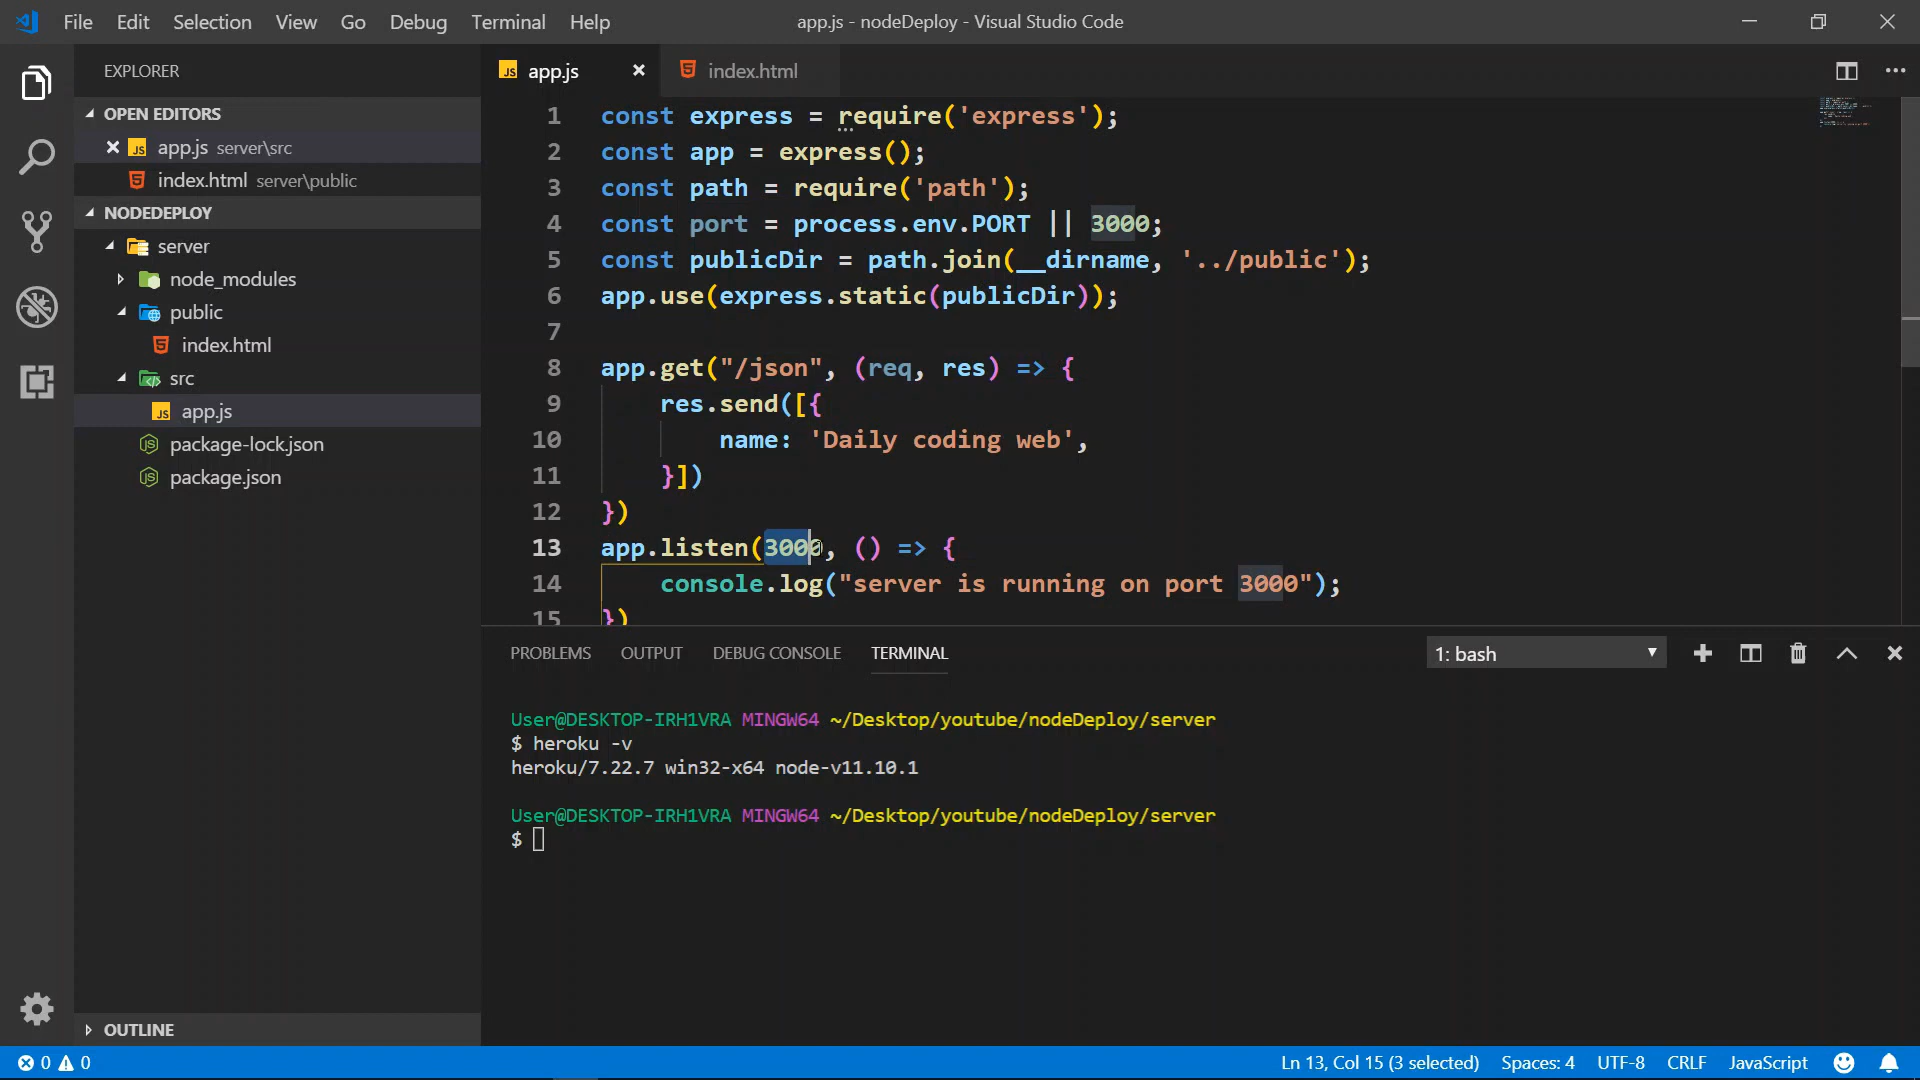 File Edit Selection View Go Debug Terminal Help app.js - nodeDeploy - Visual Studio Code
EXPLORER
OPEN EDITORS
app.js server\src
index.html server\public
NODEDEPLOY
server
node_modules
public
index.html
src
app.js
package-lock.json
package.json
OUTLINE
app.js index.html
1 const express = require('express');
2 const app = express();
3 const path = require('path');
4 const port = process.env.PORT || 3000;
5 const publicDir = path.join(__dirname, '../public');
6 app.use(express.static(publicDir));
7
8 app.get("/json", (req, res) => {
9 res.send([{
10 name: 'Daily coding web',
11 }])
12 })
13 app.listen(3000, () => {
14 console.log("server is running on port 3000");
15 })
PROBLEMS OUTPUT DEBUG CONSOLE TERMINAL 1: bash
User@DESKTOP-IRH1VRA MINGW64 ~/Desktop/youtube/nodeDeploy/server
$ heroku -v
heroku/7.22.7 win32-x64 node-v11.10.1
User@DESKTOP-IRH1VRA MINGW64 ~/Desktop/youtube/nodeDeploy/server
$
0 0 Ln 13, Col 15 (3 selected) Spaces: 4 UTF-8 CRLF JavaScript